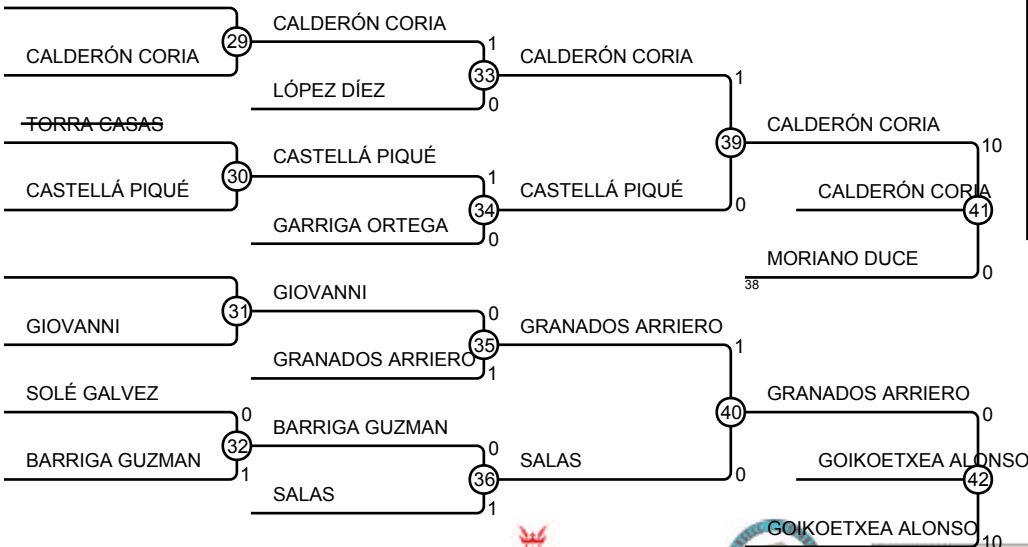 CALDERÓN CORIA
29
CALDERÓN CORIA
1
33
CALDERÓN CORIA
LÓPEZ DÍEZ
0
1
TORRA CASAS
39
CALDERÓN CORIA
10
30
CASTELLÁ PIQUÉ
1
CASTELLÁ PIQUÉ
34
CASTELLÁ PIQUÉ
0
CALDERÓN CORIA
41
GARRIGA ORTEGA
0
MORIANO DUCE
0
38
31
GIOVANNI
0
GIOVANNI
35
GRANADOS ARRIERO
1
GRANADOS ARRIERO
1
SOLÉ GALVEZ
0
40
GRANADOS ARRIERO
0
32
BARRIGA GUZMAN
0
BARRIGA GUZMAN
1
36
SALAS
0
GOIKOETXEA ALONSO
42
SALAS
1
GOIKOETXEA ALONSO
10